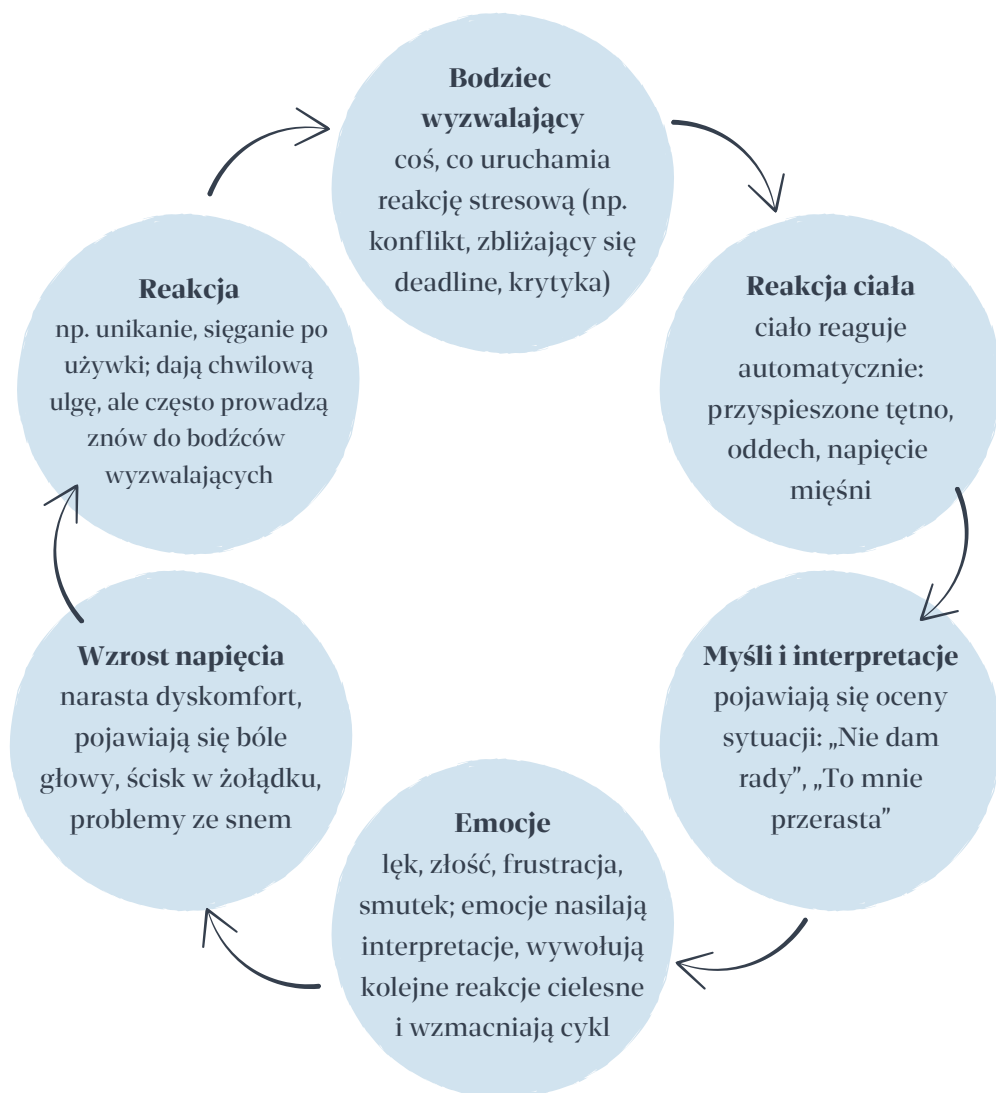 Bodziec
wyzwalający
coś, co uruchamia
reakcję stresową (np.
konflikt, zbliżający się
deadline, krytyka)
Reakcja ciała
ciało reaguje
automatycznie:
przyspieszone tętno,
oddech, napięcie
mięśni
Myśli i interpretacje
pojawiają się oceny
sytuacji: „Nie dam
rady”, „To mnie
przerasta”
Emocje
lęk, złość, frustracja,
smutek; emocje nasilają
interpretacje, wywołują
kolejne reakcje cielesne
i wzmacniają cykl
Wzrost napięcia
narasta dyskomfort,
pojawiają się bóle
głowy, ścisk w żołądku,
problemy ze snem
Reakcja
np. unikanie, sięganie po
używki; dają chwilową
ulgę, ale często prowadzą
znów do bodźców
wyzwalających